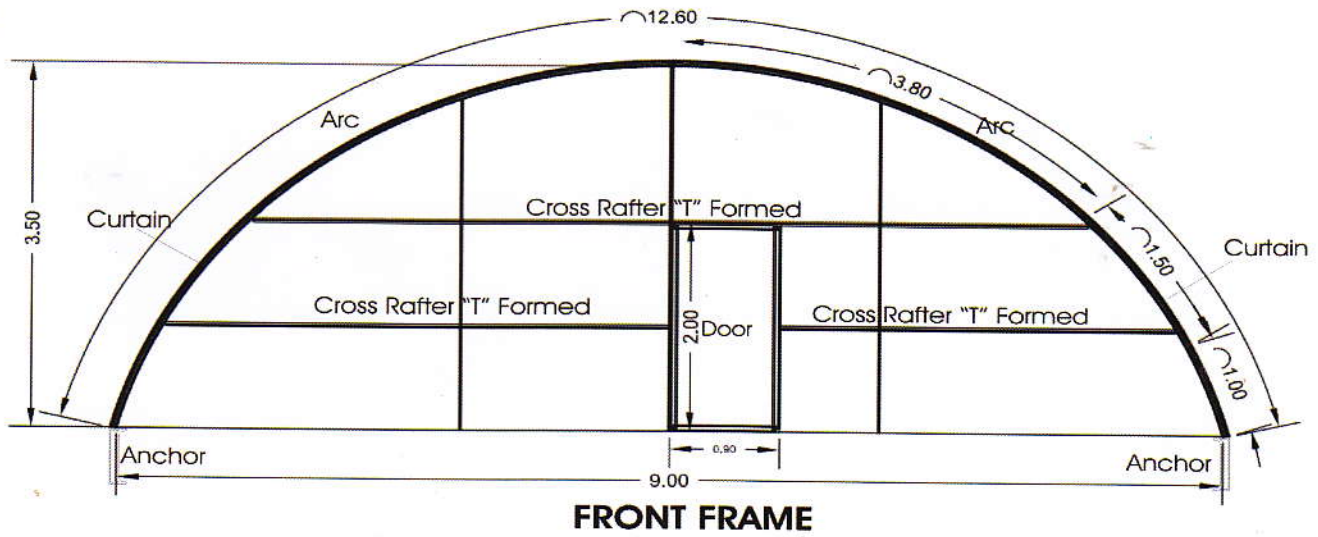 ⌒12.60
⌒3.80
Arc
Arc
Curtain
3.50
Cross Rafter "T" Formed
⌒1.50
Curtain
Cross Rafter "T" Formed
2.00
Door
Cross Rafter "T" Formed
⌒1.00
Anchor
0.90
Anchor
9.00
FRONT FRAME